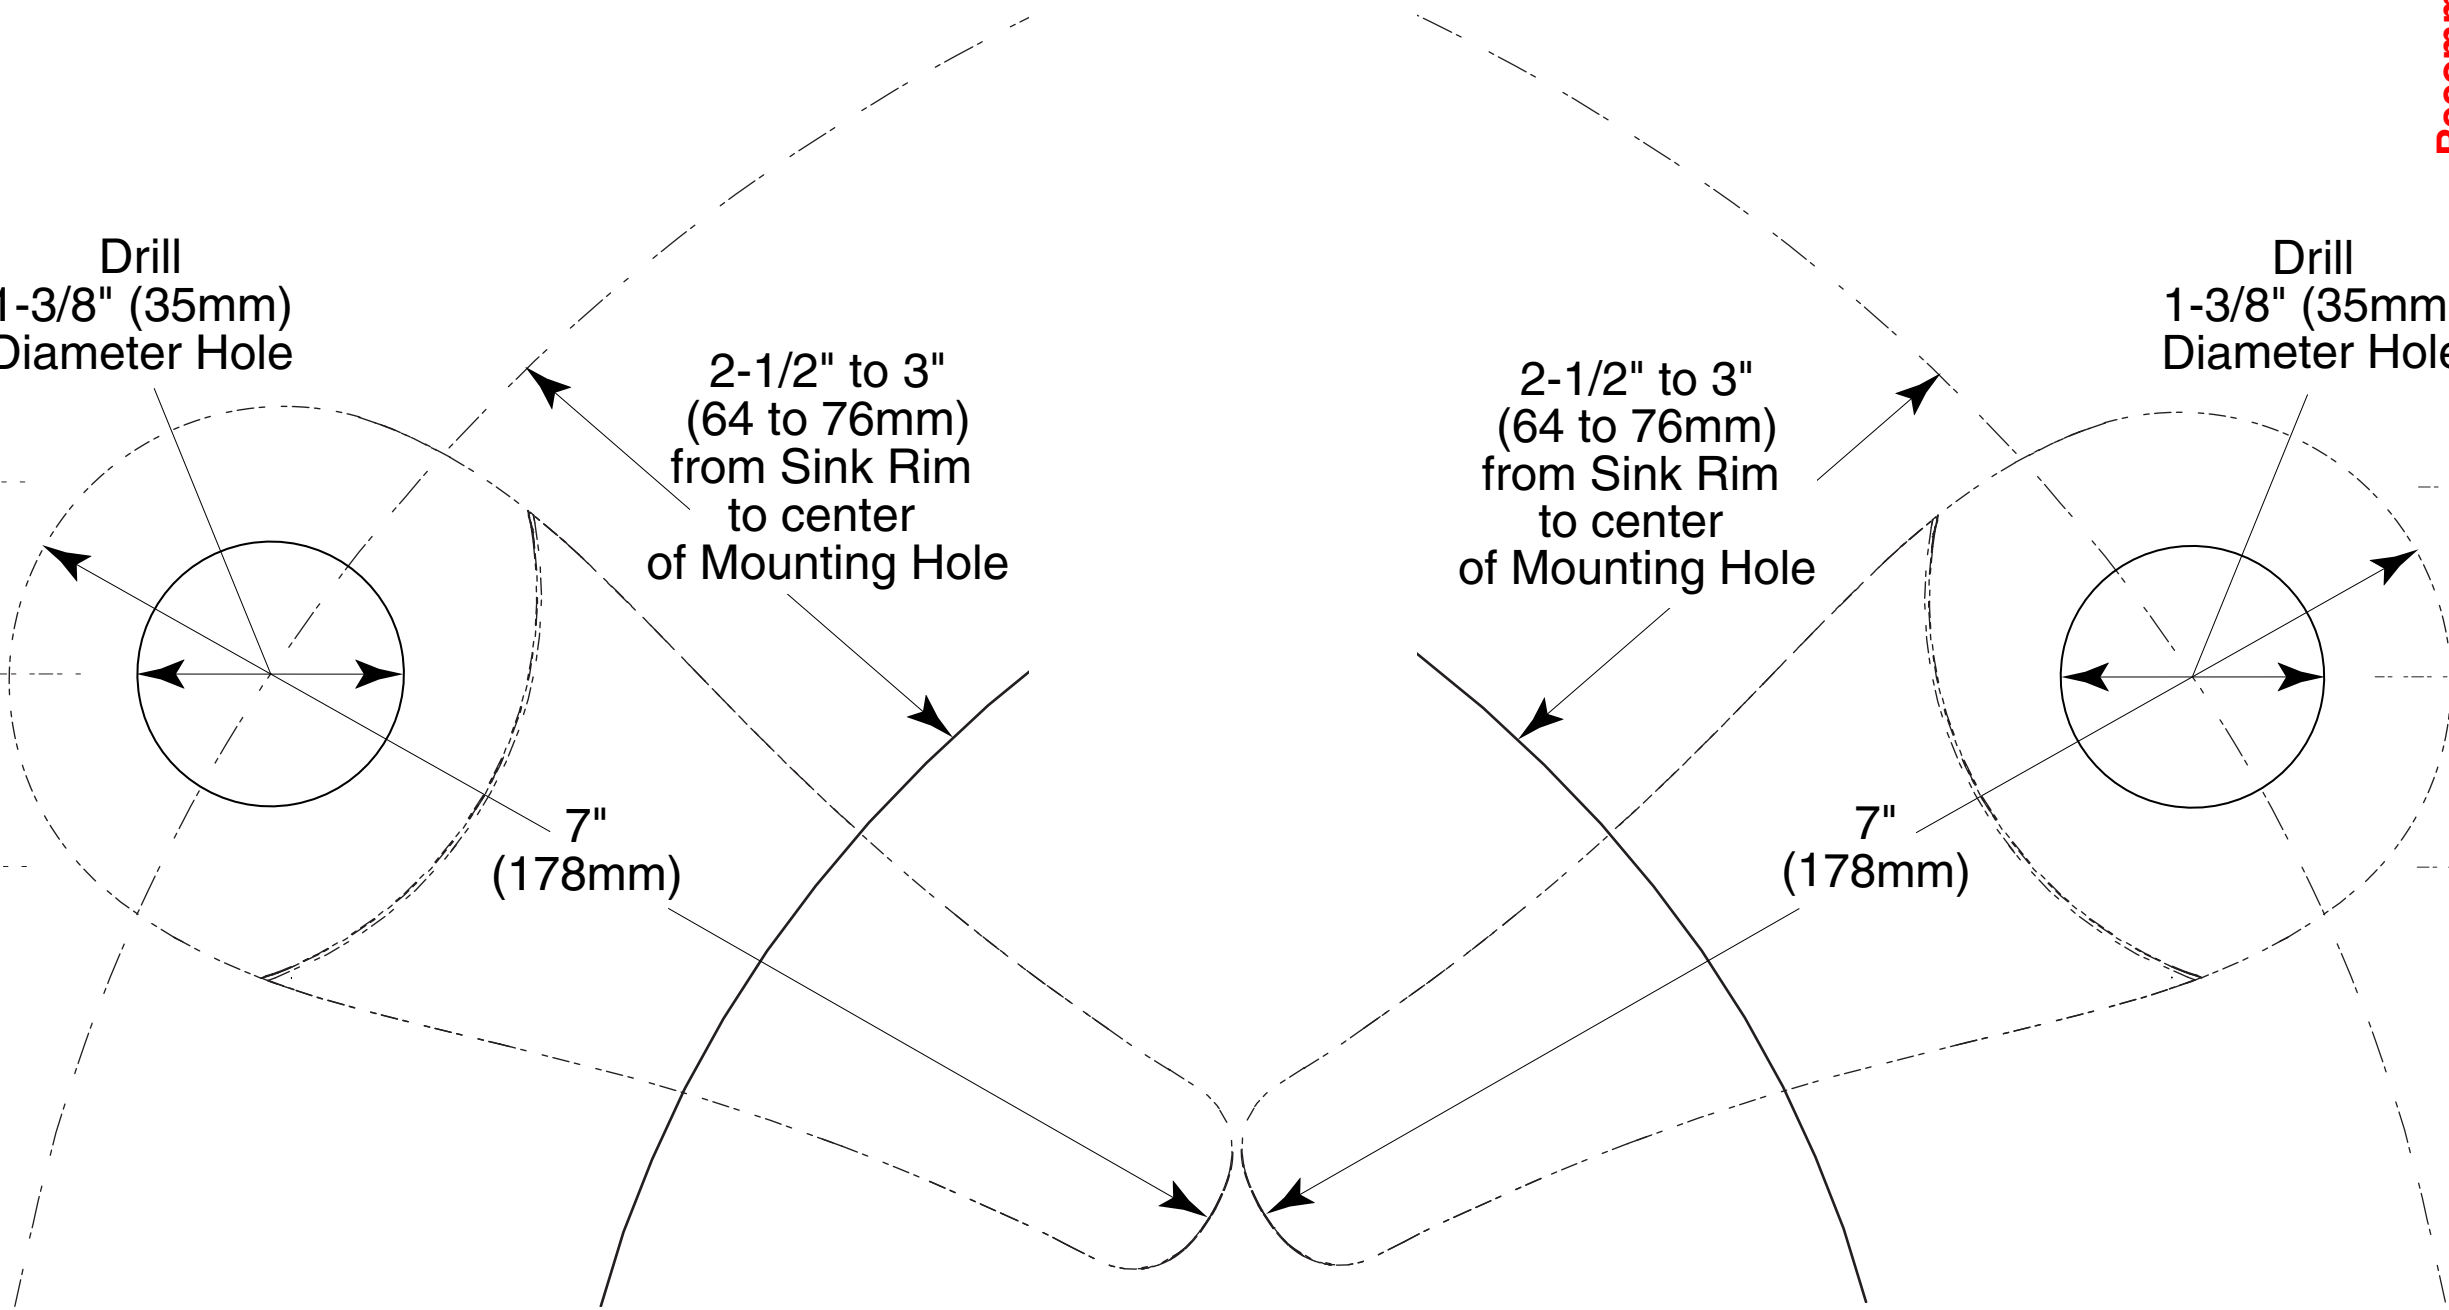 Drill
1-3/8" (35mm)
Diameter Hole
2-1/2" to 3"
(64 to 76mm)
from Sink Rim
to center
of Mounting Hole
7"
(178mm)
2-1/2" to 3"
(64 to 76mm)
from Sink Rim
to center
of Mounting Hole
7"
(178mm)
Drill
1-3/8" (35mm
Diameter Hole